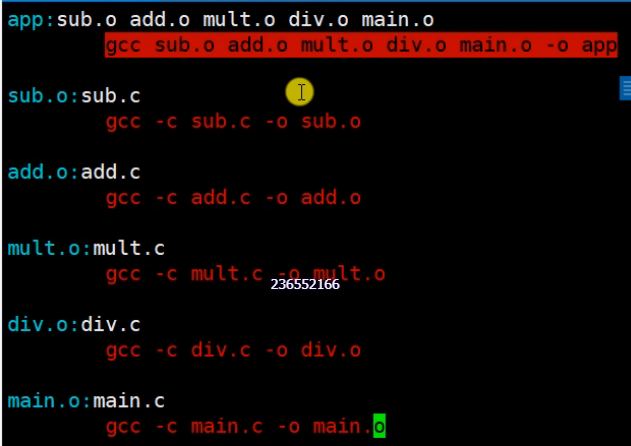 app:sub.o add.o mult.o div.o main.o
gcc sub.o add.o mult.o div.o main.o -o app
sub.o:sub.c
gcc -c sub.c -o sub.o
add.o:add.c
gcc -c add.c -o add.o
mult.o:mult.c
gcc -c mult.c -o mult.o
236552166
div.o:div.c
gcc -c div.c -o div.o
main.o:main.c
gcc -c main.c -o main.o